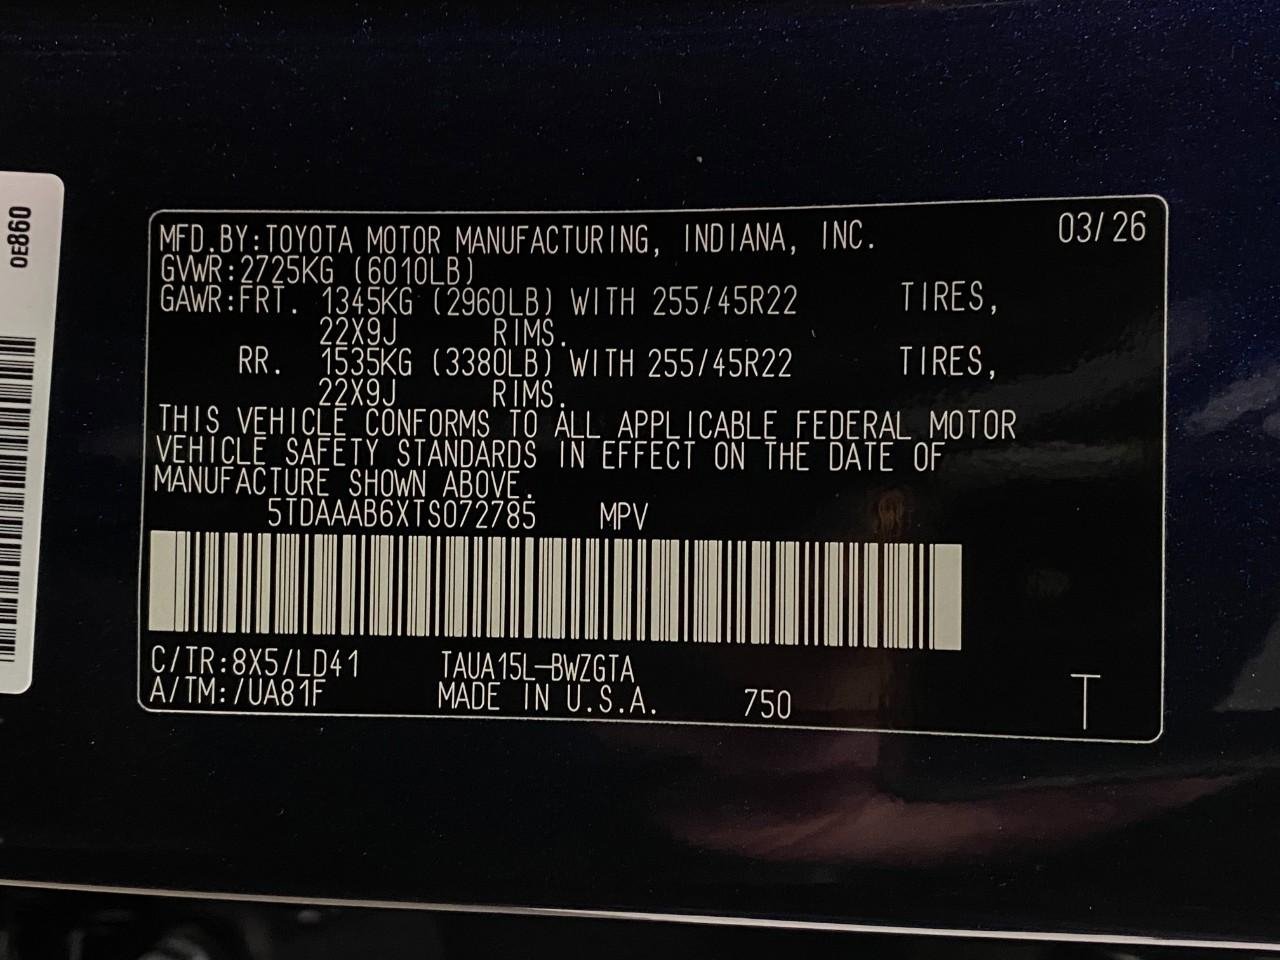 0E860
MFD.BY:TOYOTA MOTOR MANUFACTURING, INDIANA, INC. 03/26
GVWR:2725KG (6010LB)
GAWR:FRT. 1345KG (2960LB) WITH 255/45R22 TIRES,
22X9J RIMS.
RR. 1535KG (3380LB) WITH 255/45R22 TIRES,
22X9J RIMS.
THIS VEHICLE CONFORMS TO ALL APPLICABLE FEDERAL MOTOR
VEHICLE SAFETY STANDARDS IN EFFECT ON THE DATE OF
MANUFACTURE SHOWN ABOVE.
5TDAAAB6XTS072785 MPV
C/TR:8X5/LD41 TAUA15L-BWZGTA
A/TM:/UA81F MADE IN U.S.A. 750 T